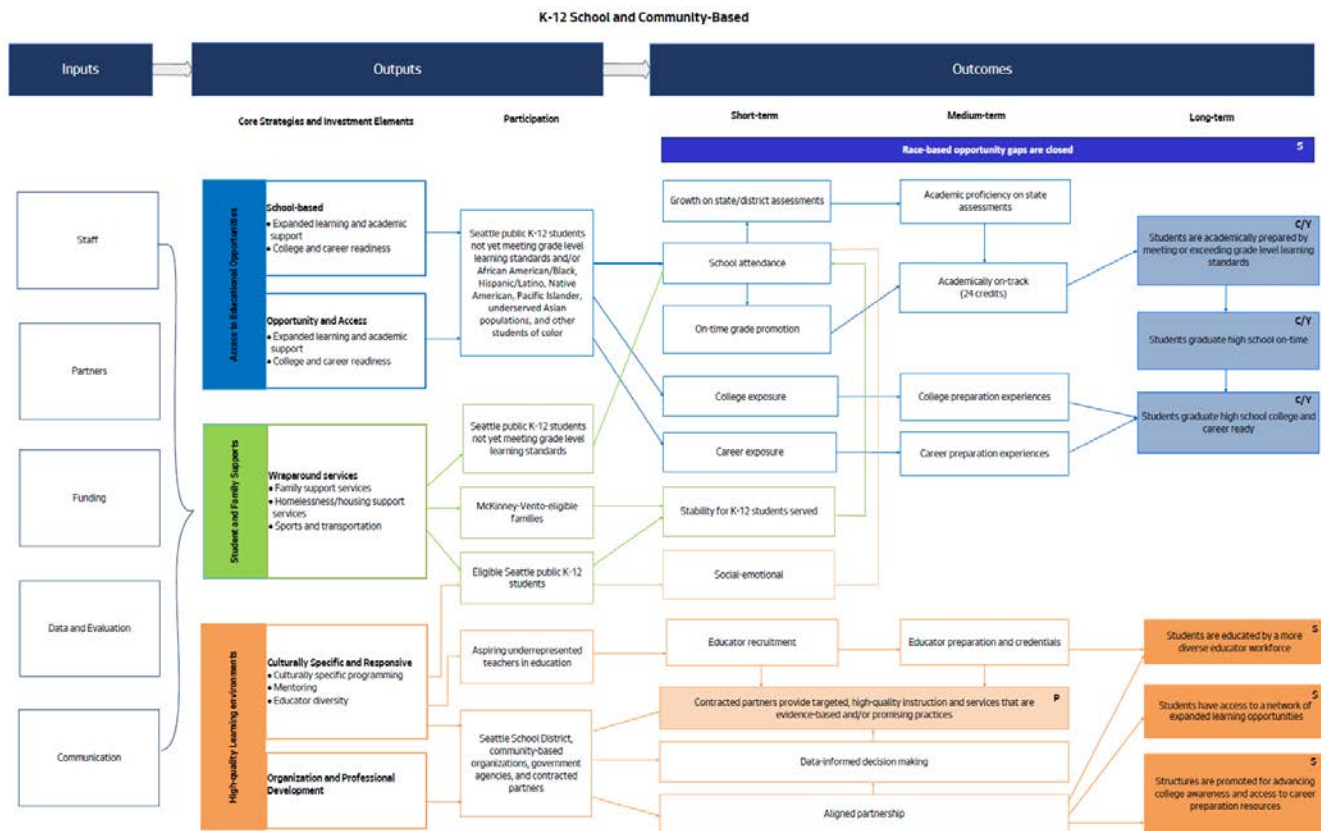 K-12 School and Community-Based
Inputs
Outputs
Outcomes
Core Strategies and Investment Elements
Participation
Short-term
Medium-term
Long-term
Race-based opportunity gaps are closed
S
Staff
Partners
Funding
Data and Evaluation
Communication
Access to Educational Opportunities
School-based
• Expanded learning and academic
support
• College and career readiness
Opportunity and Access
• Expanded learning and academic
support
• College and career readiness
Student and Family Supports
Wraparound services
• Family support services
• Homelessness/housing support
services
• Sports and transportation
High-quality Learning environments
Culturally Specific and Responsive
• Culturally specific programming
• Mentoring
• Educator diversity
Organization and Professional
Development
Seattle public K-12 students
not yet meeting grade level
learning standards and/or
African American/Black,
Hispanic/Latino, Native
American, Pacific Islander,
underserved Asian
populations, and other
students of color
Seattle public K-12 students
not yet meeting grade level
learning standards
McKinney-Vento-eligible
families
Eligible Seattle public K-12
students
Aspiring underrepresented
teachers in education
Seattle School District,
community-based
organizations, government
agencies, and contracted
partners
Growth on state/district assessments
School attendance
On-time grade promotion
College exposure
Career exposure
Stability for K-12 students served
Social-emotional
Educator recruitment
Academic proficiency on state
assessments
Academically on-track
(24 credits)
College preparation experiences
Career preparation experiences
Educator preparation and credentials
P
Contracted partners provide targeted, high-quality instruction and services that are
evidence-based and/or promising practices
Data-informed decision making
Aligned partnership
C/Y
Students are academically prepared by
meeting or exceeding grade level learning
standards
C/Y
Students graduate high school on-time
C/Y
Students graduate high school college and
career ready
S
Students are educated by a more
diverse educator workforce
S
Students have access to a network of
expanded learning opportunities
S
Structures are promoted for advancing
college awareness and access to career
preparation resources